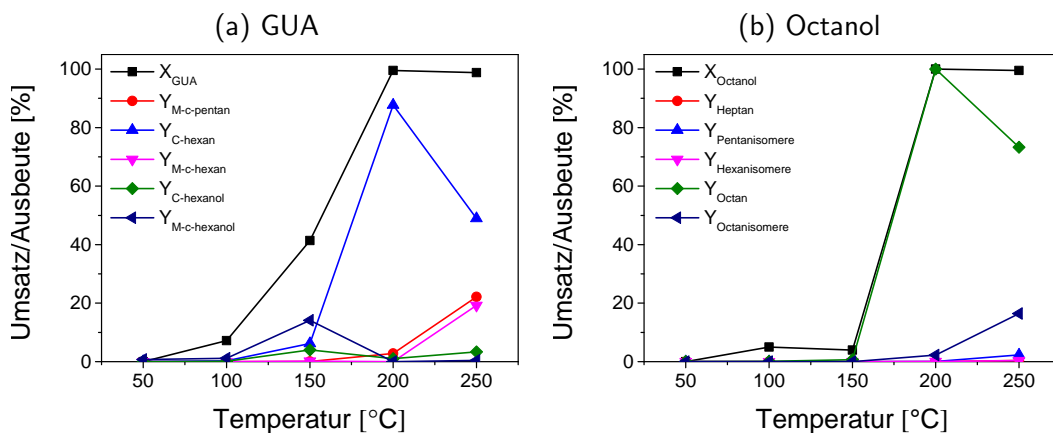 (a) GUA
Umsatz/Ausbeute [%]
100
80
60
40
20
0
X_GUA
Y_M-c-pentan
Y_C-hexan
Y_M-c-hexan
Y_C-hexanol
Y_M-c-hexanol
50 100 150 200 250
Temperatur [°C]
(b) Octanol
Umsatz/Ausbeute [%]
100
80
60
40
20
0
X_Octanol
Y_Heptan
Y_Pentanisomere
Y_Hexanisomere
Y_Octan
Y_Octanisomere
50 100 150 200 250
Temperatur [°C]